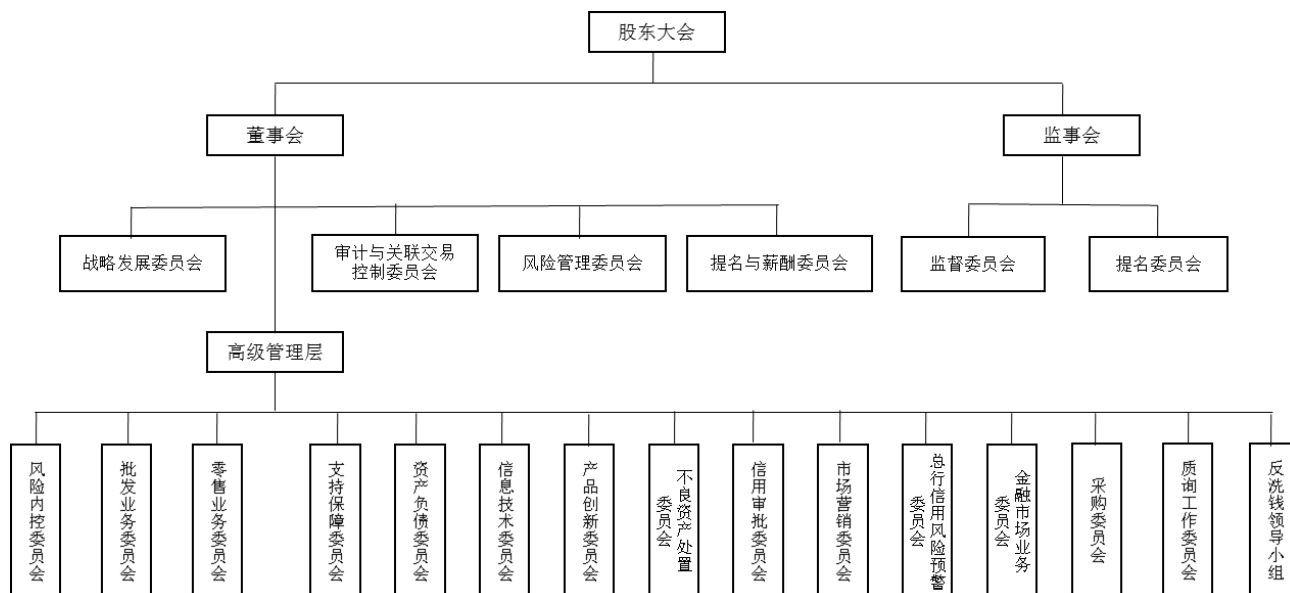 股东大会
董事会
监事会
战略发展委员会
审计与关联交易
控制委员会
风险管理委员会
提名与薪酬委员会
监督委员会
提名委员会
高级管理层
风险内控委员会
批发业务委员会
零售业务委员会
支持保障委员会
资产负债委员会
信息技术委员会
产品创新委员会
不良资产处置
委员会
信用审批委员会
市场营销委员会
总行信用风险预警
委员会
金融市场业务
委员会
采购委员会
质询工作委员会
反洗钱领导小组